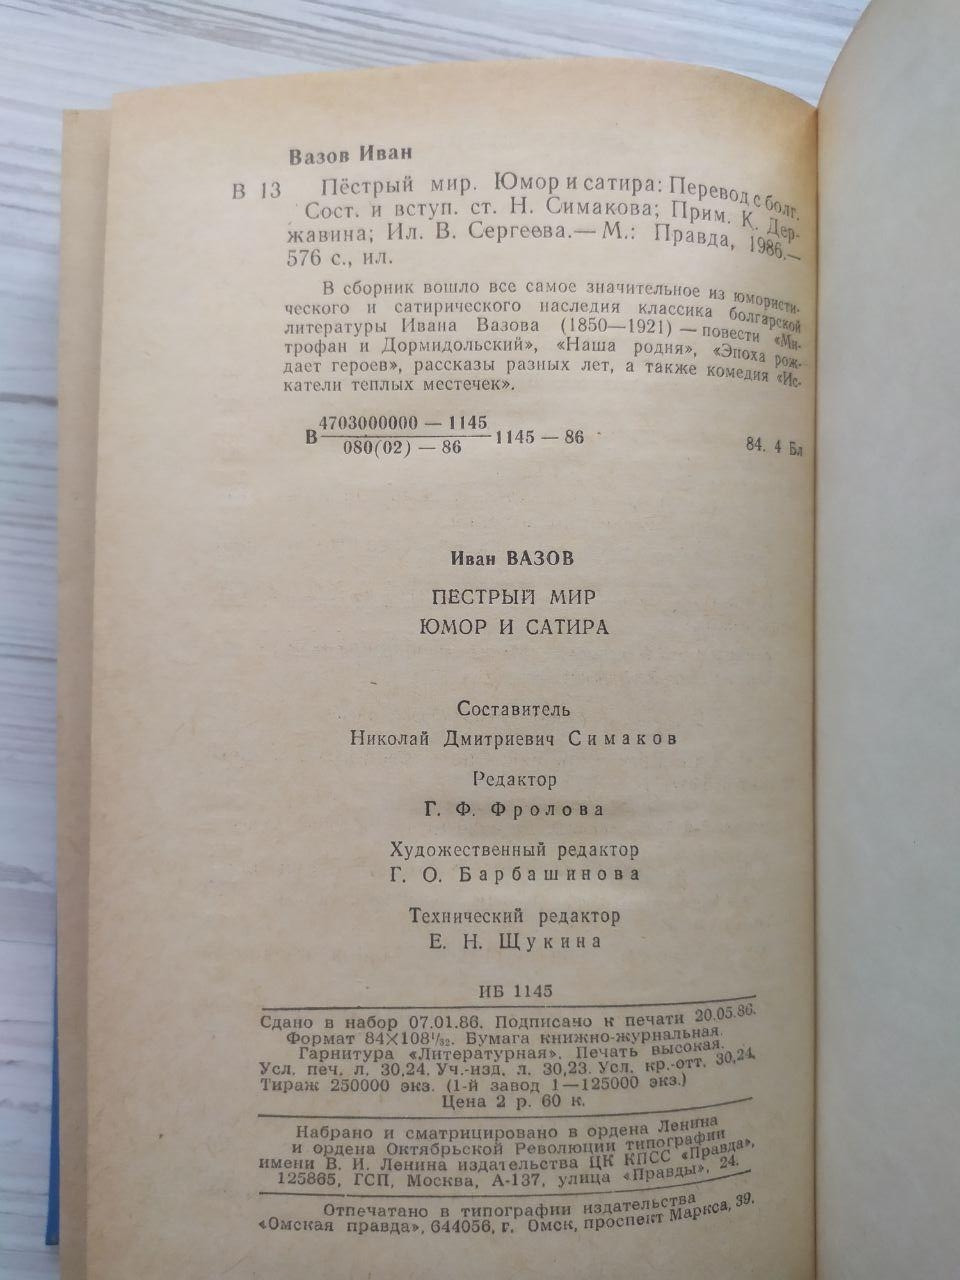 Вазов Иван
В 13 Пёстрый мир. Юмор и сатира: Перевод с болг.
Сост. и вступ. ст. Н. Симакова; Прим. К. Дер-
жавина; Ил. В. Сергеева.— М.: Правда, 1986.—
576 с., ил.
В сборник вошло все самое значительное из юмористи-
ческого и сатирического наследия классика болгарской
литературы Ивана Вазова (1850—1921) — повести «Ми-
трофан и Дормидольский», «Наша родня», «Эпоха рож-
дает героев», рассказы разных лет, а также комедия «Ис-
катели теплых местечек».
4703000000 — 1145
В 1145 — 86
080(02) — 86
84. 4 Бл
Иван ВАЗОВ
ПЕСТРЫЙ МИР
ЮМОР И САТИРА
Составитель
Николай Дмитриевич Симаков
Редактор
Г. Ф. Фролова
Художественный редактор
Г. О. Барбашинова
Технический редактор
Е. Н. Щукина
ИБ 1145
Сдано в набор 07.01.86. Подписано к печати 20.05.86.
Формат 84×108¹/₃₂. Бумага книжно-журнальная.
Гарнитура «Литературная». Печать высокая.
Усл. печ. л. 30,24. Уч.-изд. л. 30,23. Усл. кр.-отт. 30,24.
Тираж 250000 экз. (1-й завод 1—125000 экз.)
Цена 2 р. 60 к.
Набрано и сматрицировано в ордена Ленина
и ордена Октябрьской Революции типографии
имени В. И. Ленина издательства ЦК КПСС «Правда»,
125865, ГСП, Москва, А-137, улица «Правды», 24.
Отпечатано в типографии издательства
«Омская правда», 644056, г. Омск, проспект Маркса, 39.